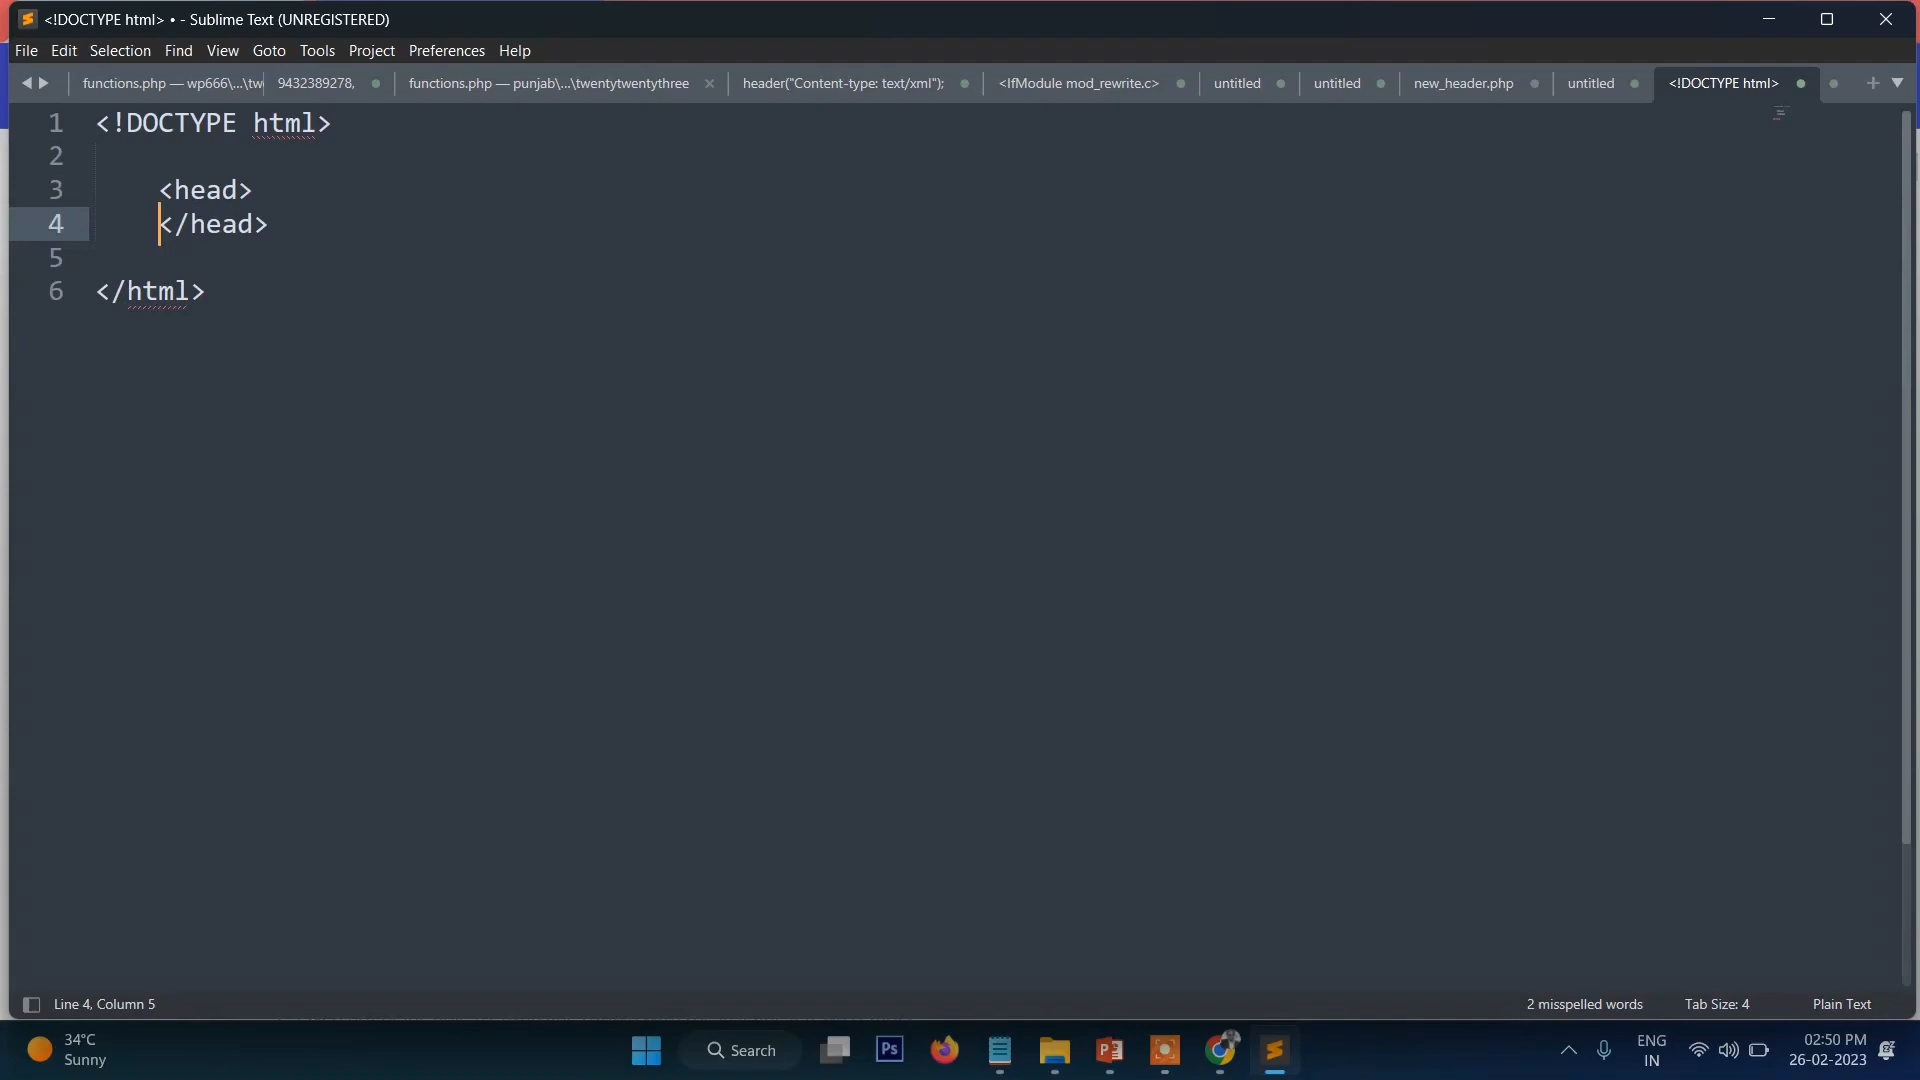 <!DOCTYPE html> • - Sublime Text (UNREGISTERED)
File Edit Selection Find View Goto Tools Project Preferences Help
functions.php — wp666\...\tw 9432389278, functions.php — punjab\...\twentytwentythree header("Content-type: text/xml"); <IfModule mod_rewrite.c> untitled untitled new_header.php untitled <!DOCTYPE html>
1 <!DOCTYPE html>
2
3 <head>
4 </head>
5
6 </html>
Line 4, Column 5 2 misspelled words Tab Size: 4 Plain Text
34°C
Sunny
Ps
Search
ENG
IN
02:50 PM
26-02-2023